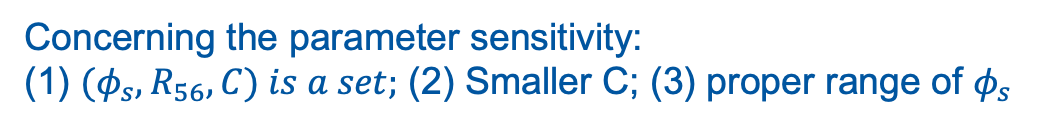 Concerning the parameter sensitivity:
(1) (𝜙ₛ, R₅₆, C) is a set; (2) Smaller C; (3) proper range of 𝜙ₛ